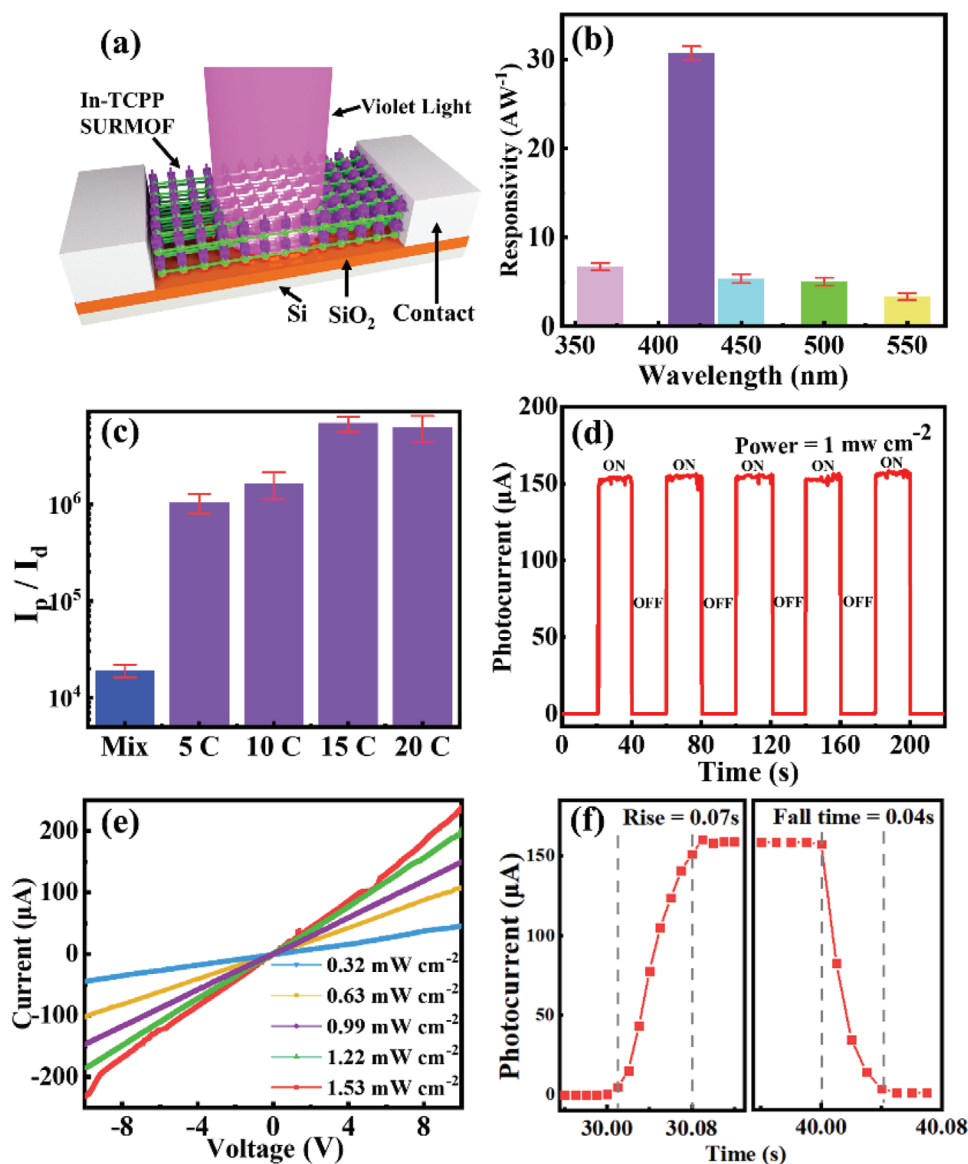 (a)
In-TCPP
SURMOF
Violet Light
Si
SiO2
Contact
(b)
Responsivity (AW-1)
30
20
10
0
350
400
450
500
550
Wavelength (nm)
(c)
Ip / Id
10^6
10^5
10^4
Mix
5 C
10 C
15 C
20 C
(d)
Power = 1 mw cm-2
Photocurrent (μA)
200
150
100
50
0
ON
ON
ON
ON
ON
OFF
OFF
OFF
OFF
0
40
80
120
160
200
Time (s)
(e)
Current (μA)
200
100
0
-100
-200
0.32 mW cm-2
0.63 mW cm-2
0.99 mW cm-2
1.22 mW cm-2
1.53 mW cm-2
-8
-4
0
4
8
Voltage (V)
(f)
Rise = 0.07s
Fall time = 0.04s
Photocurrent (μA)
150
100
50
0
30.00
30.08
40.00
40.08
Time (s)